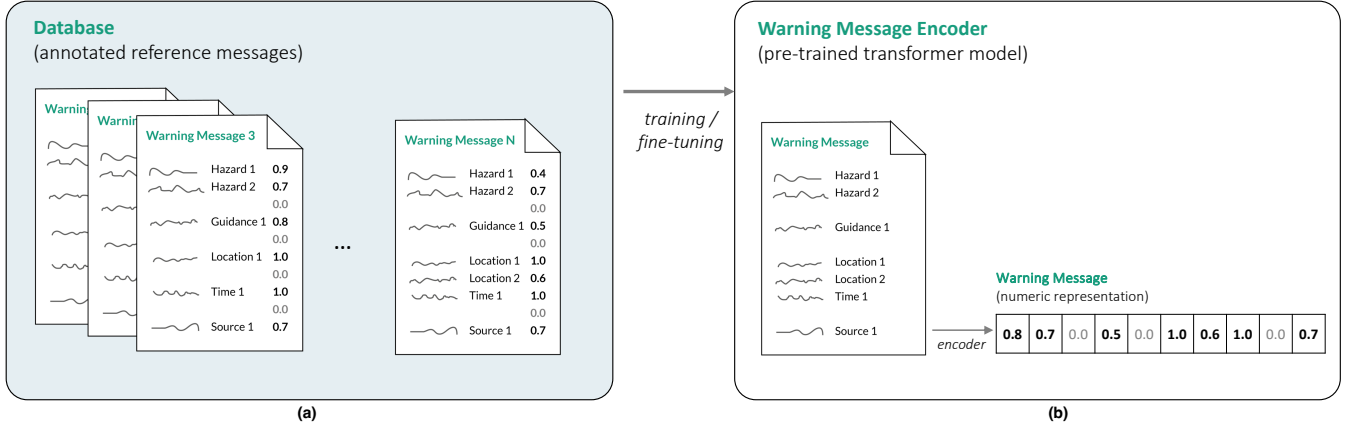 Database
(annotated reference messages)
Warning
Warnin
Warning Message 3
Hazard 1 0.9
Hazard 2 0.7
0.0
Guidance 1 0.8
0.0
Location 1 1.0
0.0
Time 1 1.0
0.0
Source 1 0.7
...
Warning Message N
Hazard 1 0.4
Hazard 2 0.7
0.0
Guidance 1 0.5
0.0
Location 1 1.0
Location 2 0.6
Time 1 1.0
0.0
Source 1 0.7
(a)
training /
fine-tuning
Warning Message Encoder
(pre-trained transformer model)
Warning Message
Hazard 1
Hazard 2
Guidance 1
Location 1
Location 2
Time 1
Source 1
encoder
Warning Message
(numeric representation)
0.8 0.7 0.0 0.5 0.0 1.0 0.6 1.0 0.0 0.7
(b)